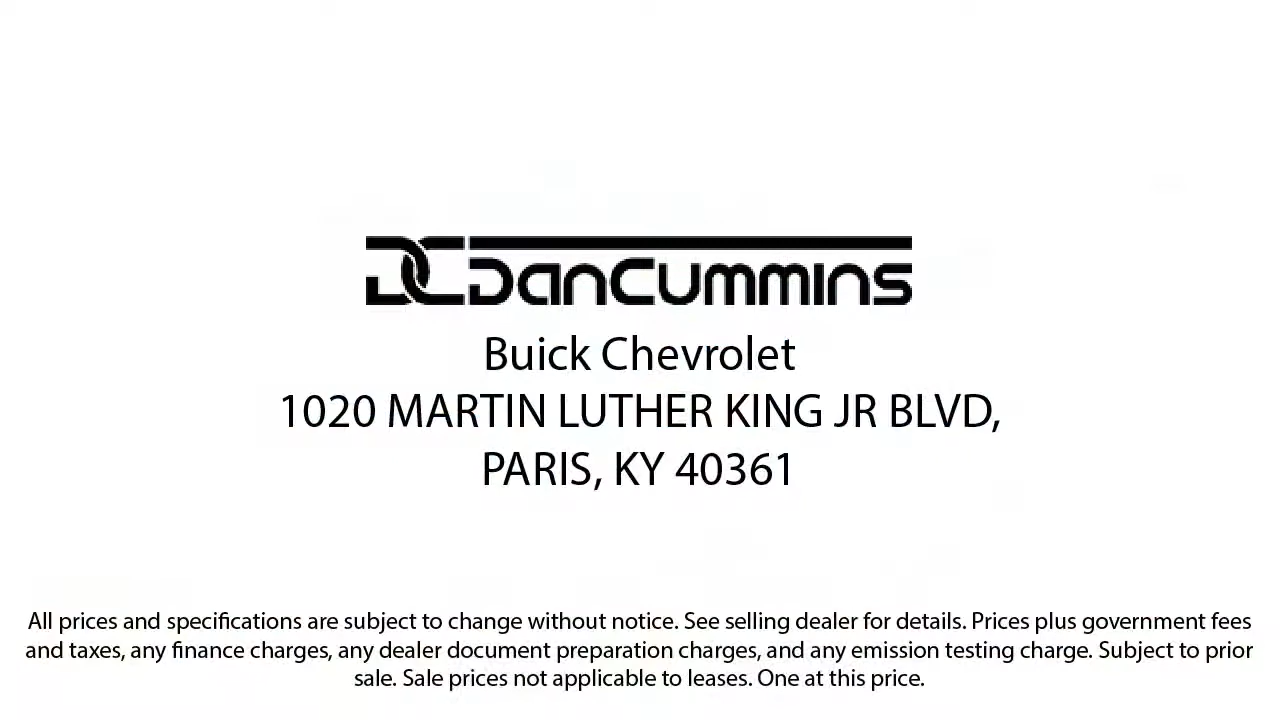 DC DanCummins
Buick Chevrolet
1020 MARTIN LUTHER KING JR BLVD,
PARIS, KY 40361
All prices and specifications are subject to change without notice. See selling dealer for details. Prices plus government fees
and taxes, any finance charges, any dealer document preparation charges, and any emission testing charge. Subject to prior
sale. Sale prices not applicable to leases. One at this price.